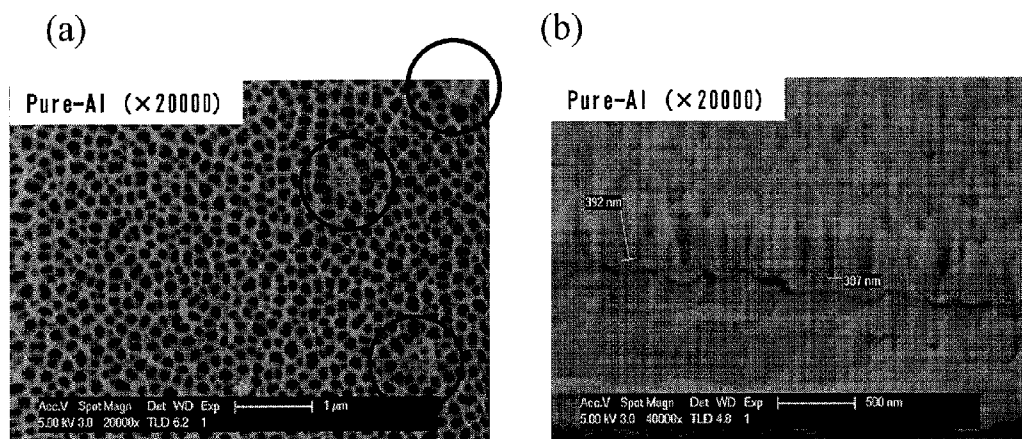 (a)
Pure-Al (×20000)
Acc.V Spot Magn Det WD Exp
5.00 kV 3.0 20000x TLD 6.2 1
1 μm
(b)
Pure-Al (×20000)
392 nm
397 nm
Acc.V Spot Magn Det WD Exp
5.00 kV 3.0 40000x TLD 4.8 1
500 nm